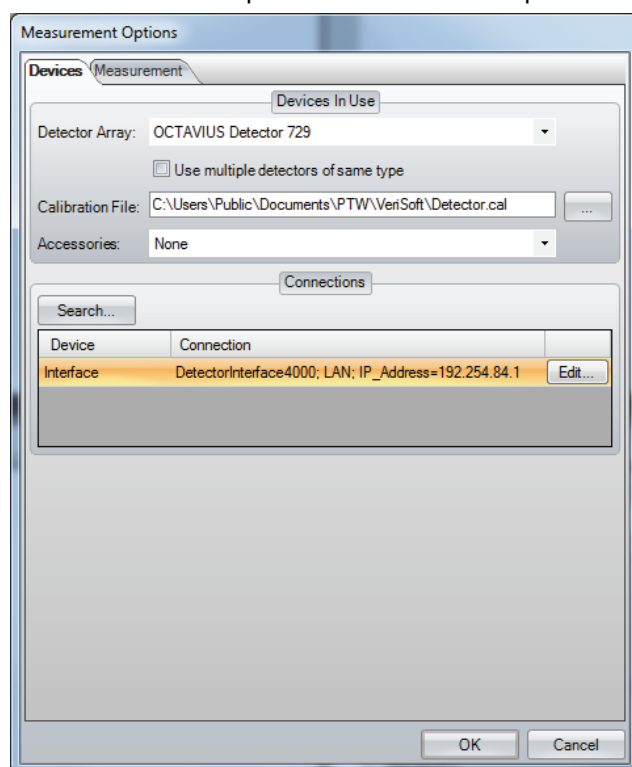 Measurement Options
Devices Measurement
Devices In Use
Detector Array: OCTAVIUS Detector 729
Use multiple detectors of same type
Calibration File: C:\Users\Public\Documents\PTW\VeriSoft\Detector.cal ...
Accessories: None
Connections
Search...
Device Connection
Interface DetectorInterface4000; LAN; IP_Address=192.254.84.1 Edit...
OK Cancel